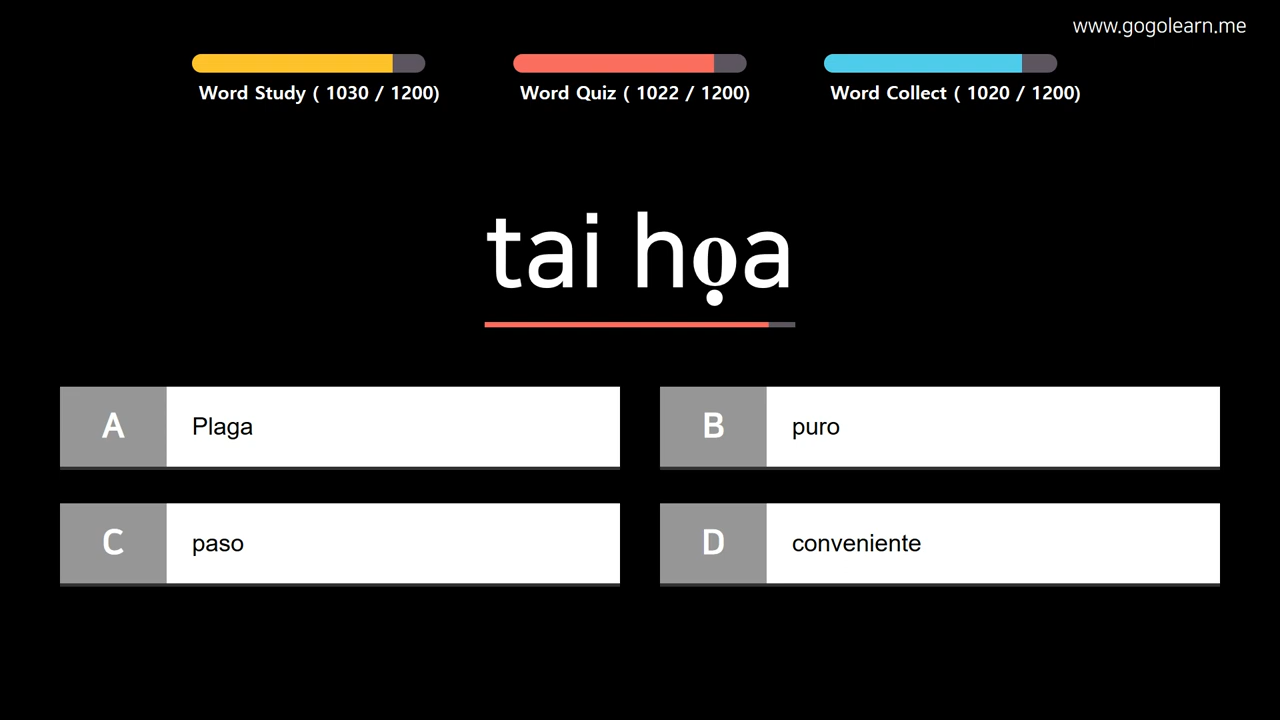 www.gogolearn.me
Word Study ( 1030 / 1200)
Word Quiz ( 1022 / 1200)
Word Collect ( 1020 / 1200)
tai họa
A Plaga
B puro
C paso
D conveniente